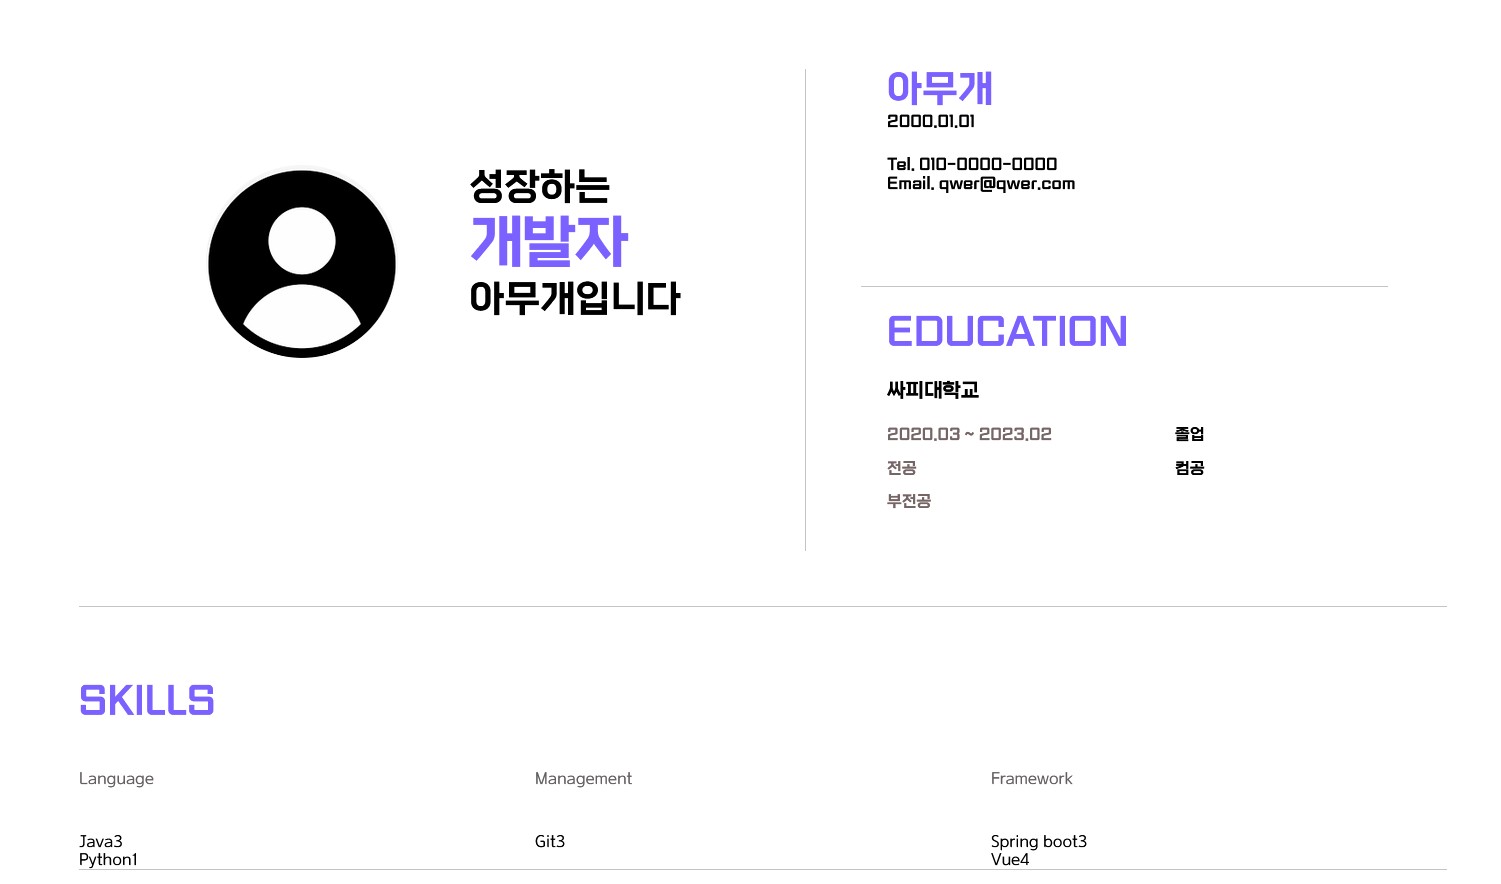 성장하는
개발자
아무개입니다
아무개
2000.01.01
Tel. 010-0000-0000
Email. qwer@qwer.com
EDUCATION
싸피대학교
2020.03 ~ 2023.02 졸업
전공 컴공
부전공
SKILLS
Language Management Framework
Java3 Git3 Spring boot3
Python1 Vue4